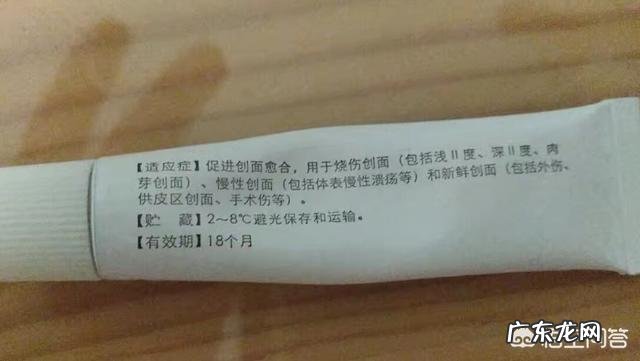 【适应症】促进创面愈合，用于烧伤创面（包括浅Ⅱ度、深Ⅱ度、肉
芽创面）、慢性创面（包括体表慢性溃疡等）和新鲜创面（包括外伤、
供皮区创面、手术伤等）。
【贮　藏】2～8℃避光保存和运输。
【有效期】18个月
广东龙网